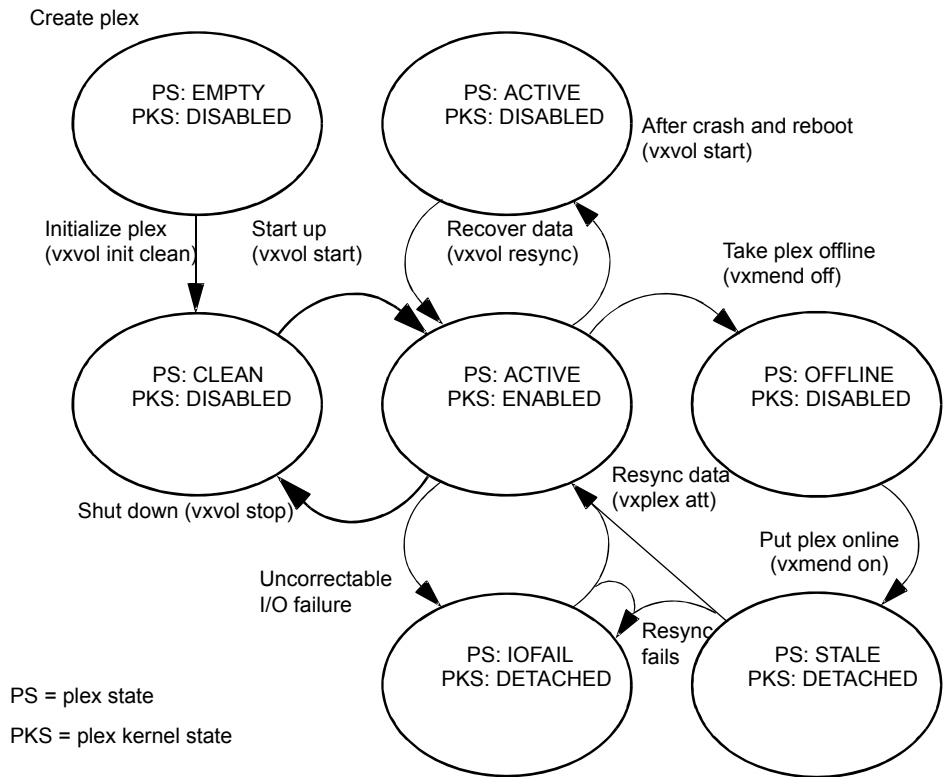 Create plex
PS: EMPTY
PKS: DISABLED
PS: ACTIVE
PKS: DISABLED
After crash and reboot
(vxvol start)
Initialize plex
(vxvol init clean)
Start up
(vxvol start)
Recover data
(vxvol resync)
Take plex offline
(vxmend off)
PS: CLEAN
PKS: DISABLED
PS: ACTIVE
PKS: ENABLED
PS: OFFLINE
PKS: DISABLED
Shut down (vxvol stop)
Resync data
(vxplex att)
Put plex online
(vxmend on)
Uncorrectable
I/O failure
Resync
fails
PS: IOFAIL
PKS: DETACHED
PS: STALE
PKS: DETACHED
PS = plex state
PKS = plex kernel state